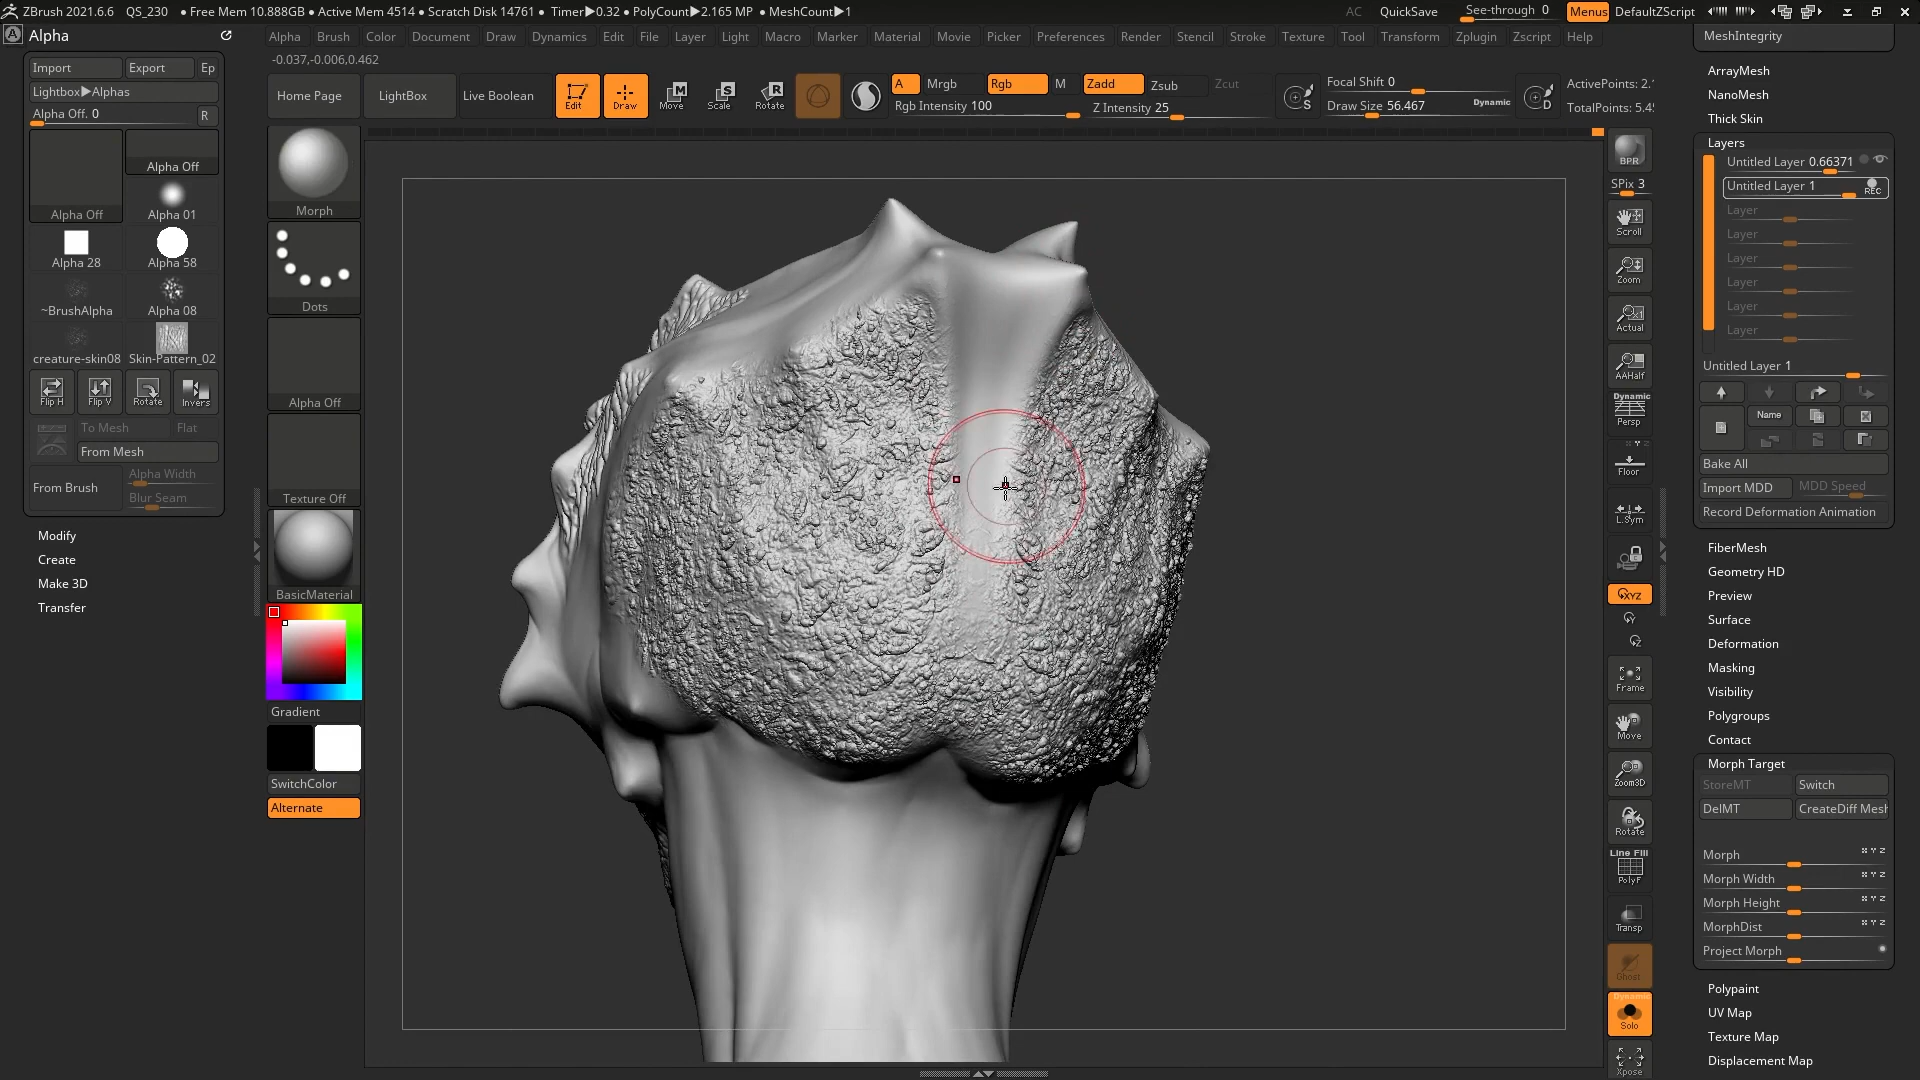 ZBrush 2021.6.6 QS_230 • Free Mem 10.888GB • Active Mem 4514 • Scratch Disk 14761 • Timer▶0.32 • PolyCount▶2.165 MP • MeshCount▶1
AC QuickSave See-through 0 Menus DefaultZScript
Alpha
Alpha Brush Color Document Draw Dynamics Edit File Layer Light Macro Marker Material Movie Picker Preferences Render Stencil Stroke Texture Tool Transform Zplugin Zscript Help
-0.037,-0.006,0.462
Import Export Ep
Lightbox▶Alphas
Alpha Off. 0 R
Alpha Off
Alpha Off
Alpha 01
Alpha 28
Alpha 58
~BrushAlpha
Alpha 08
creature-skin08
Skin-Pattern_02
Flip H Flip V Rotate Invers
To Mesh Flat
From Mesh
From Brush
Alpha Width
Blur Seam
Modify
Create
Make 3D
Transfer
Home Page LightBox Live Boolean
Edit Draw Move Scale Rotate
M
S
R
A Mrgb Rgb M Zadd Zsub Zcut
Rgb Intensity 100 Z Intensity 25
S
Focal Shift 0
Draw Size 56.467 Dynamic
D
ActivePoints: 2.
TotalPoints: 5.4
Morph
Dots
Alpha Off
Texture Off
BasicMaterial
Gradient
SwitchColor
Alternate
BPR
SPix 3
Scroll
Zoom
Actual
AAHalf
Dynamic
Persp
Floor
L.Sym
XYZ
Y
Z
Frame
Move
Zoom3D
Rotate
Line Fill
PolyF
Transp
Ghost
Dynamic
Solo
Xpose
MeshIntegrity
ArrayMesh
NanoMesh
Thick Skin
Layers
Untitled Layer 0.66371
Untitled Layer 1 REC
Layer
Layer
Layer
Layer
Layer
Layer
Untitled Layer 1
Name
Bake All
Import MDD MDD Speed
Record Deformation Animation
FiberMesh
Geometry HD
Preview
Surface
Deformation
Masking
Visibility
Polygroups
Contact
Morph Target
StoreMT Switch
DelMT CreateDiff Mesh
Morph X Y Z
Morph Width X Y Z
Morph Height X Y Z
MorphDist X Y Z
Project Morph
Polypaint
UV Map
Texture Map
Displacement Map